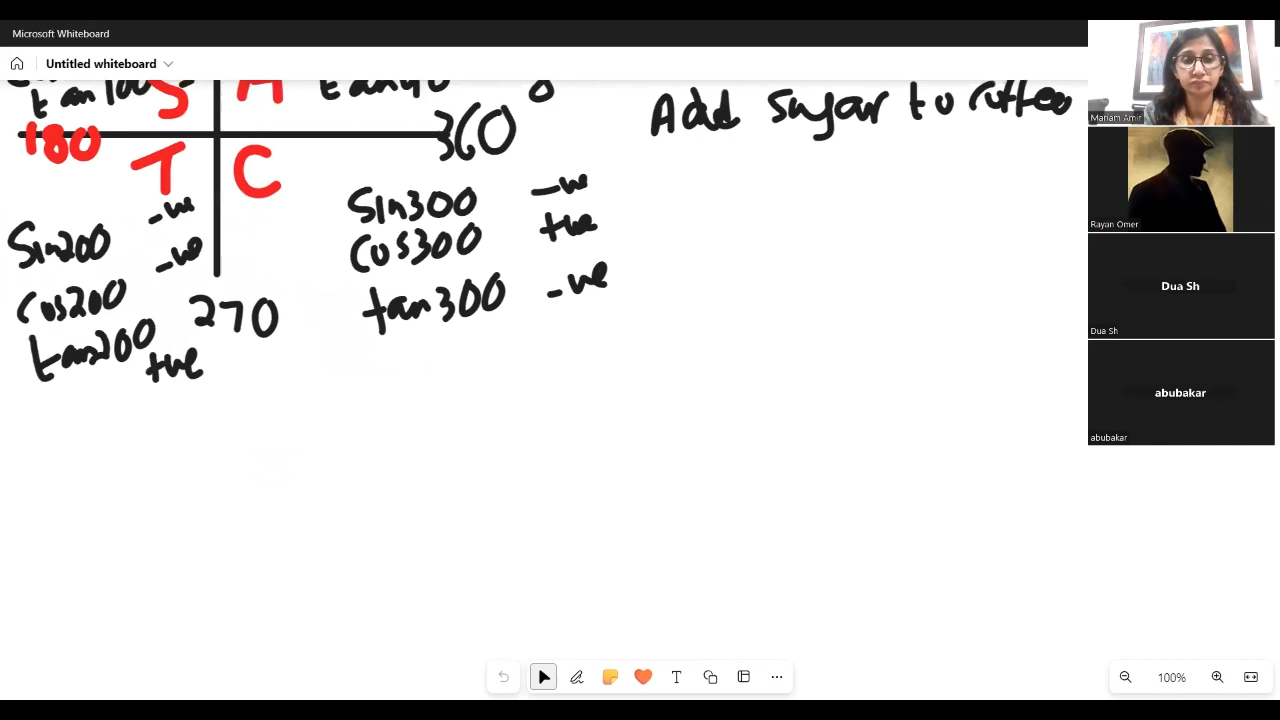 Microsoft Whiteboard
Untitled whiteboard
tan100 S A
Add sugar to coffee
180 360
T C
Sin200 -ve
Cos200 -ve
tan200 +ve
270
Sin300 -ve
Cos300 +ve
tan300 -ve
Mariam Amir
Rayan Omer
Dua Sh
Dua Sh
abubakar
abubakar
T
100%